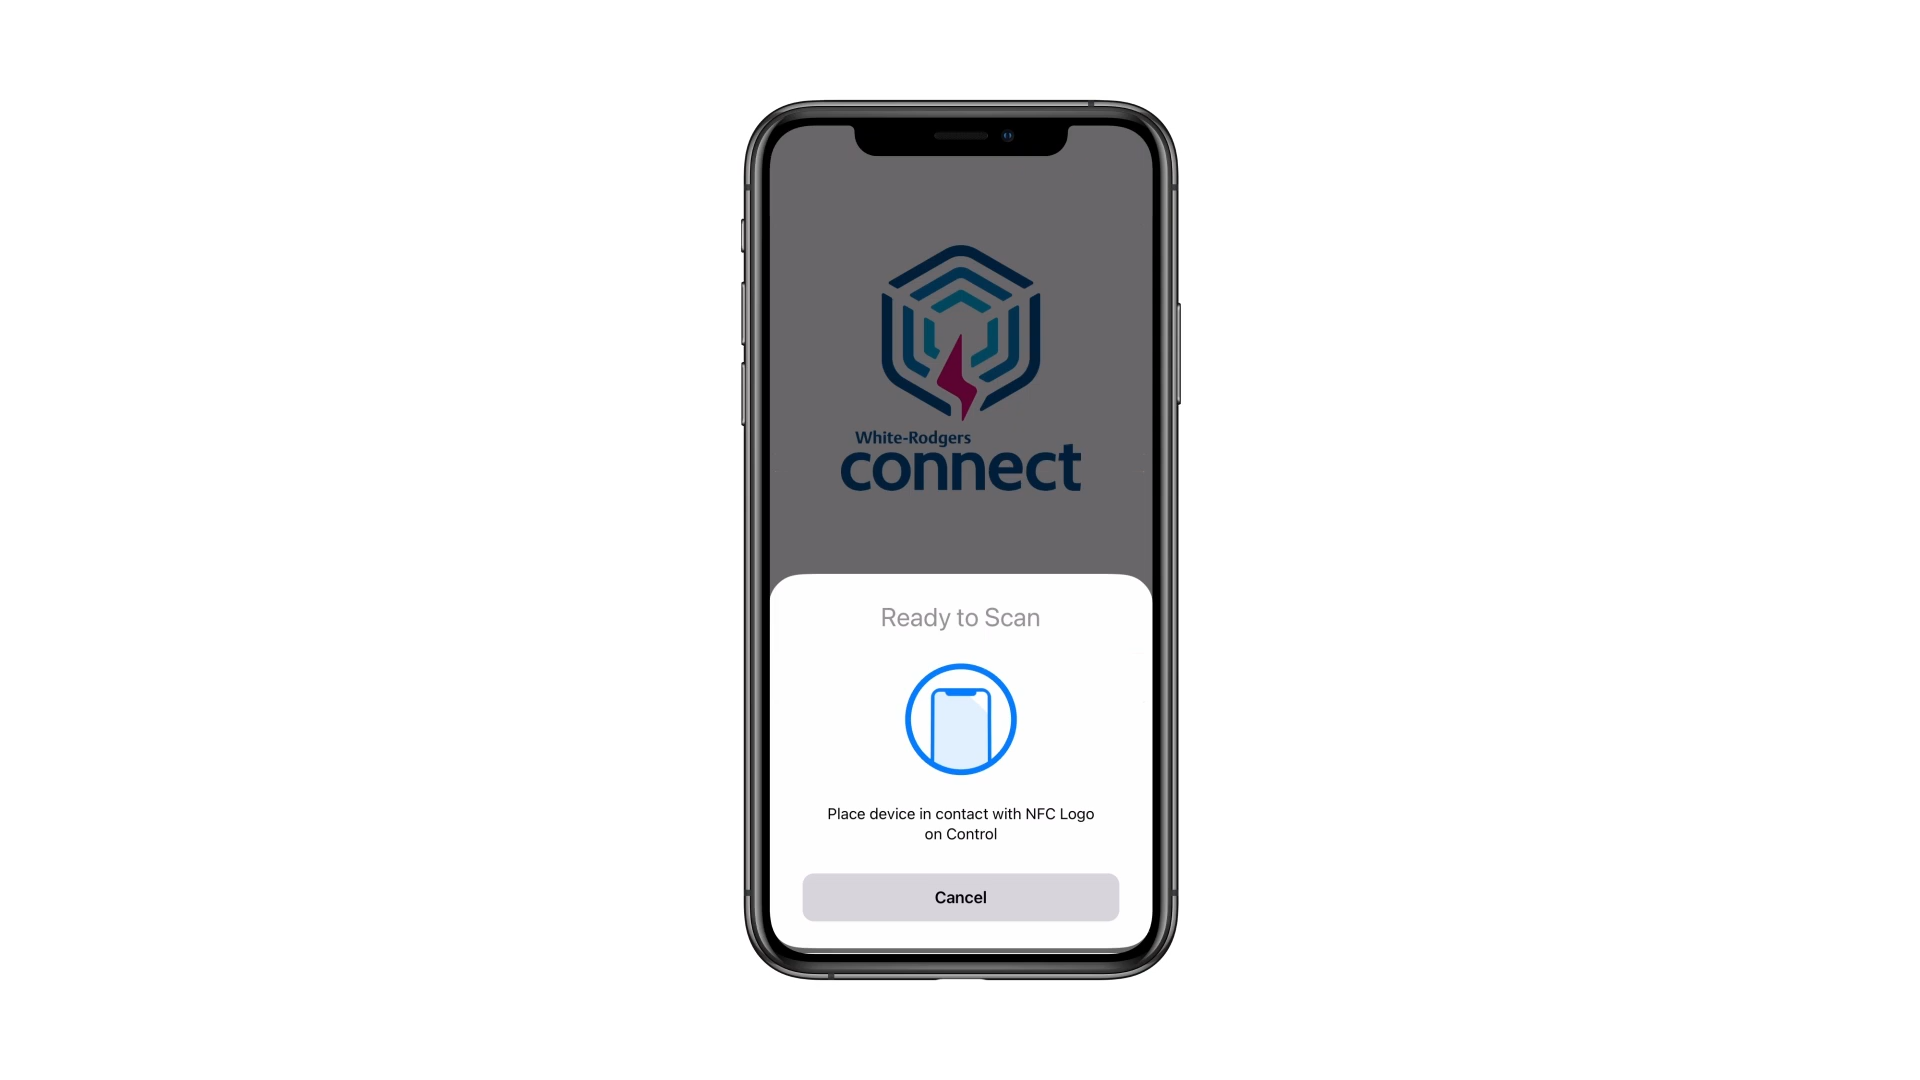 White-Rodgers
connect
Ready to Scan
Place device in contact with NFC Logo
on Control
Cancel